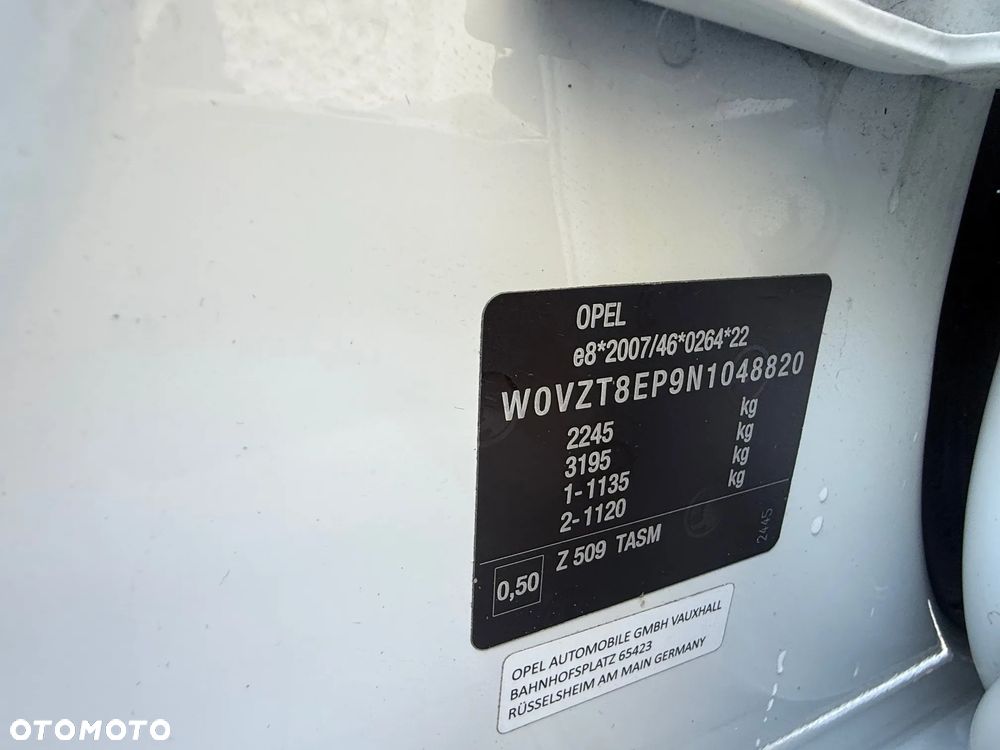 OPEL
e8*2007/46*0264*22
W0VZT8EP9N1048820
2245 kg
3195 kg
1-1135 kg
2-1120 kg
Z 509 TASM
0,50
2445
OPEL AUTOMOBILE GMBH VAUXHALL
BAHNHOFSPLATZ 65423
RÜSSELSHEIM AM MAIN GERMANY
OTOMOTO